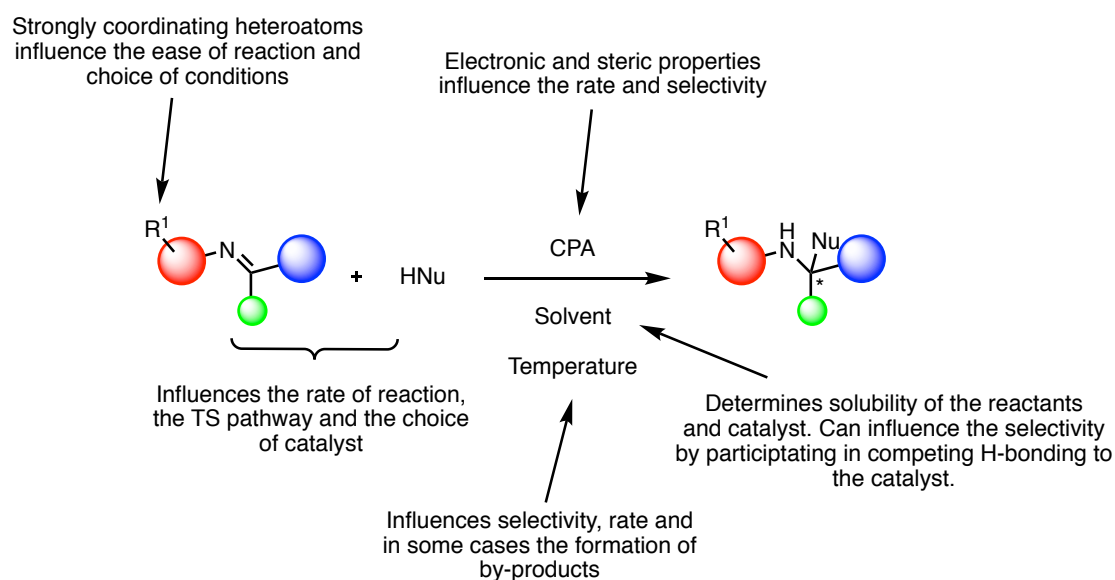 Strongly coordinating heteroatoms
influence the ease of reaction and
choice of conditions
Electronic and steric properties
influence the rate and selectivity
R1
N
+
HNu
CPA
Solvent
Temperature
R1
H
N
Nu
*
Influences the rate of reaction,
the TS pathway and the choice
of catalyst
Determines solubility of the reactants
and catalyst. Can influence the selectivity
by participtating in competing H-bonding to
the catalyst.
Influences selectivity, rate and
in some cases the formation of
by-products